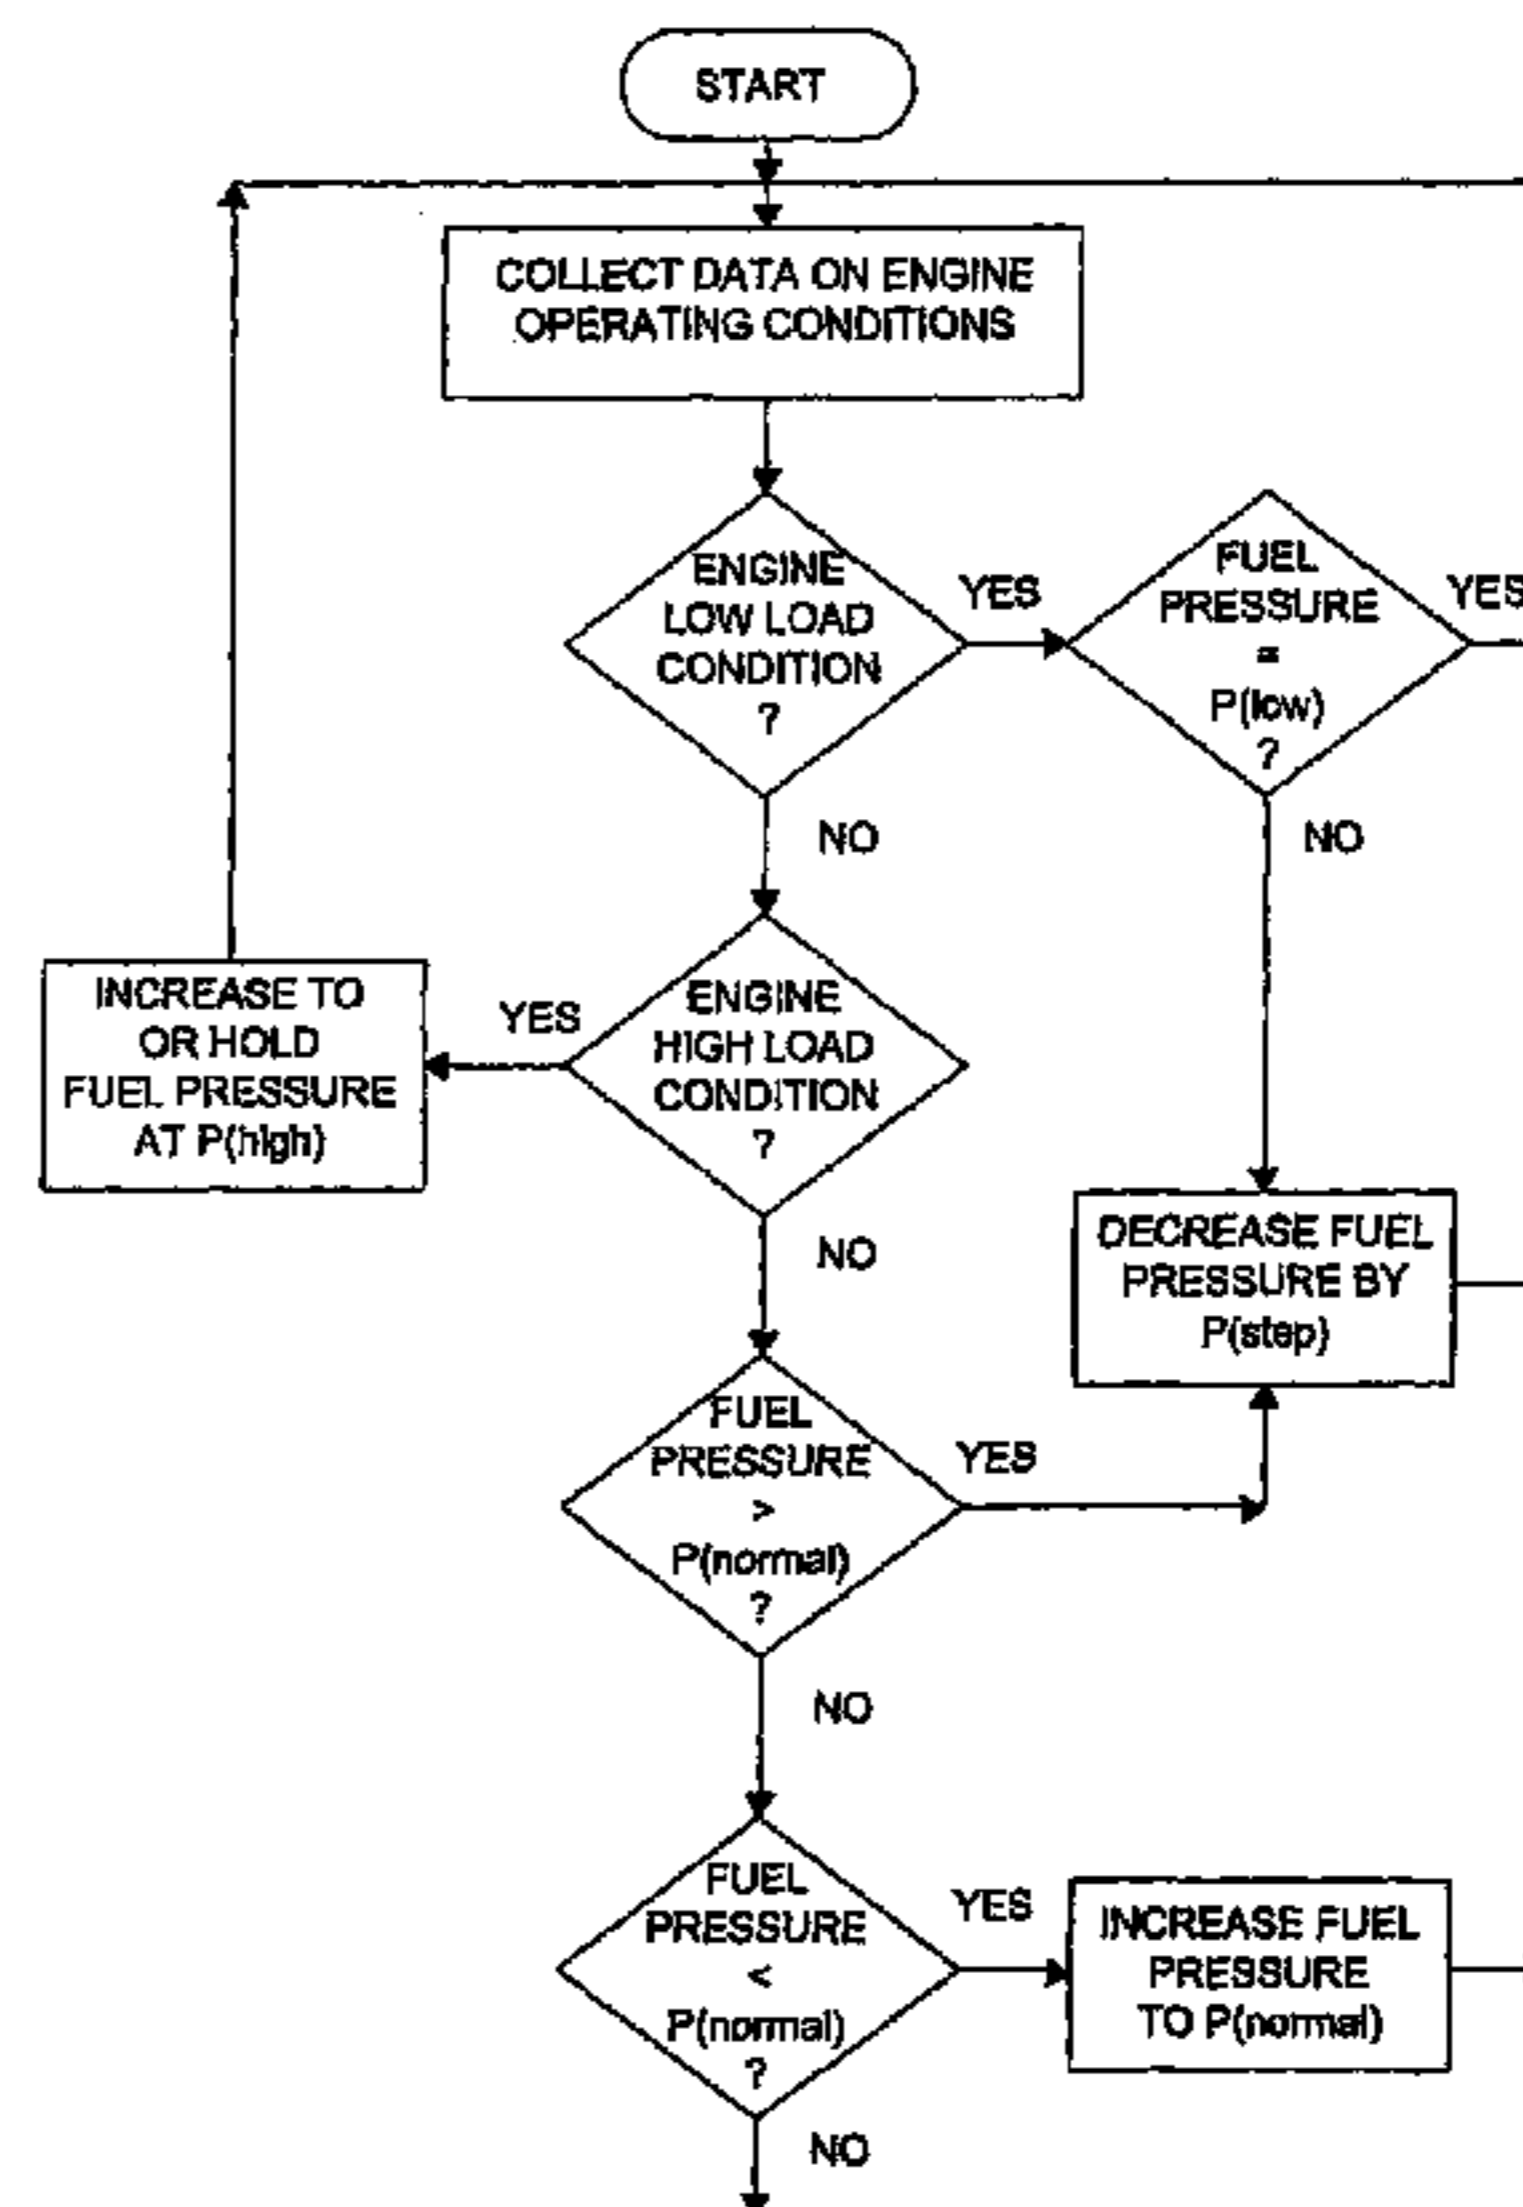 START
COLLECT DATA ON ENGINE
OPERATING CONDITIONS
ENGINE
LOW LOAD
CONDITION
?
YES
FUEL
PRESSURE
=
P(low)
?
YES
NO
NO
INCREASE TO
OR HOLD
FUEL PRESSURE
AT P(high)
YES
ENGINE
HIGH LOAD
CONDITION
?
NO
DECREASE FUEL
PRESSURE BY
P(step)
FUEL
PRESSURE
>
P(normal)
?
YES
NO
FUEL
PRESSURE
<
P(normal)
?
YES
INCREASE FUEL
PRESSURE
TO P(normal)
NO